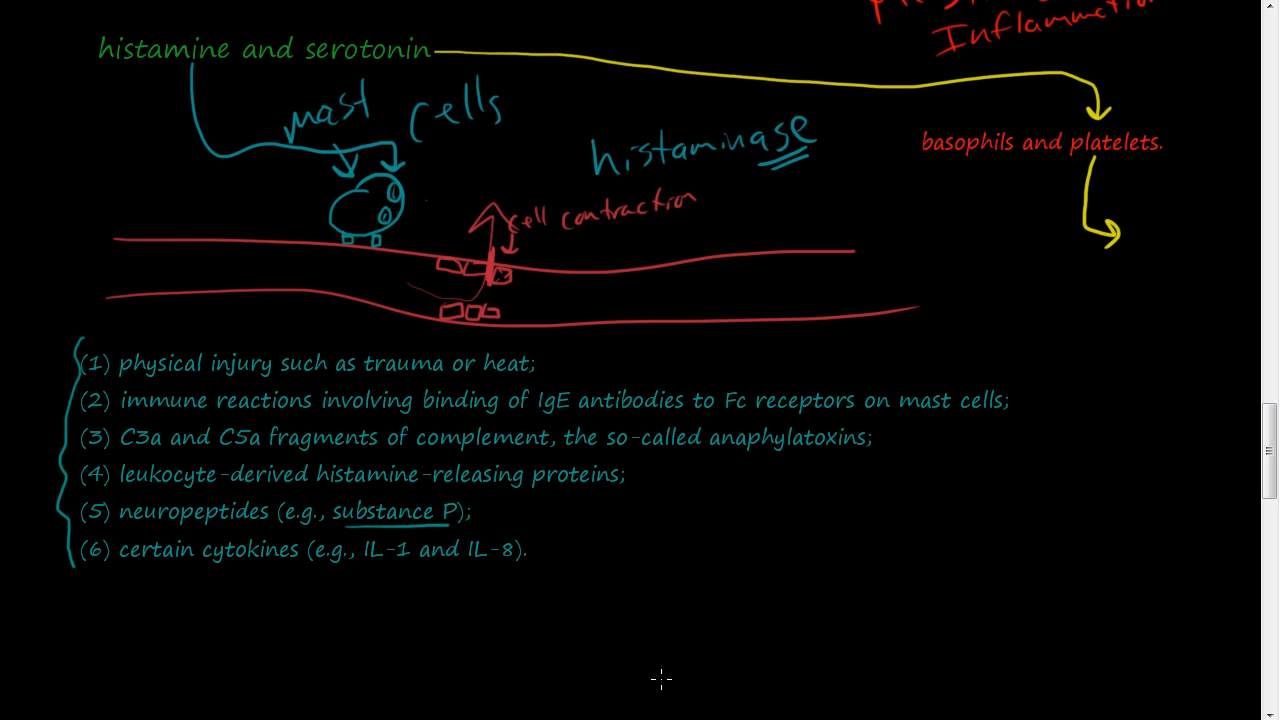 Inflammation
histamine and serotonin
mast cells
histaminase
basophils and platelets.
cell contraction
(1) physical injury such as trauma or heat;
(2) immune reactions involving binding of IgE antibodies to Fc receptors on mast cells;
(3) C3a and C5a fragments of complement, the so-called anaphylatoxins;
(4) leukocyte-derived histamine-releasing proteins;
(5) neuropeptides (e.g., substance P);
(6) certain cytokines (e.g., IL-1 and IL-8).